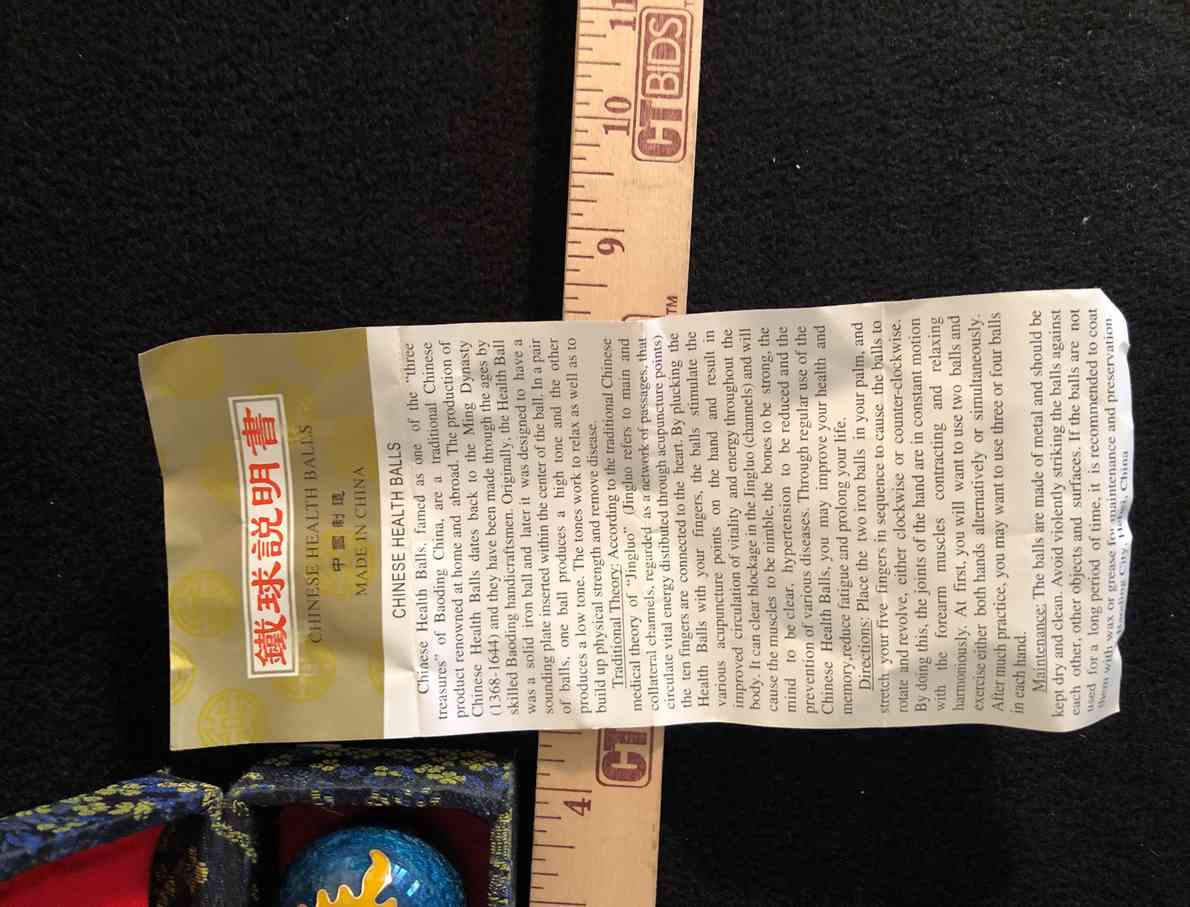 鐵球説明書
CHINESE HEALTH BALLS
中國制造
MADE IN CHINA
CHINESE HEALTH BALLS
Chinese Health Balls, famed as one of the "three
treasures" of Baoding China, are a traditional Chinese
product renowned at home and abroad. The production of
Chinese Health Balls dates back to the Ming Dynasty
(1368-1644) and they have been made through the ages by
skilled Baoding handicraftsmen. Originally, the Health Ball
was a solid iron ball and later it was designed to have a
sounding plate inserted within the center of the ball. In a pair
of balls, one ball produces a high tone and the other
produces a low tone. The tones work to relax as well as to
build up physical strength and remove disease.
Traditional Theory: According to the traditional Chinese
medical theory of "Jingluo" (Jingluo refers to main and
collateral channels, regarded as a network of passages, that
circulate vital energy distributed through acupuncture points)
the ten fingers are connected to the heart. By plucking the
Health Balls with your fingers, the balls stimulate the
various acupuncture points on the hand and result in
improved circulation of vitality and energy throughout the
body. It can clear blockage in the Jingluo (channels) and will
cause the muscles to be nimble, the bones to be strong, the
mind to be clear. hypertension to be reduced and the
prevention of various diseases. Through regular use of the
Chinese Health Balls, you may improve your health and
memory, reduce fatigue and prolong your life.
Directions: Place the two iron balls in your palm, and
stretch your five fingers in sequence to cause the balls to
rotate and revolve, either clockwise or counter-clockwise.
By doing this, the joints of the hand are in constant motion
with the forearm muscles contracting and relaxing
harmoniously. At first, you will want to use two balls and
exercise either both hands alternatively or simultaneously.
After much practice, you may want to use three or four balls
in each hand.
Maintenance: The balls are made of metal and should be
kept dry and clean. Avoid violently striking the balls against
each other, other objects and surfaces. If the balls are not
used for a long period of time, it is recommended to coat
them with wax or grease for maintenance and preservation.
Baoding City, China
4
CT
TM
9
10
CTBIDS
11